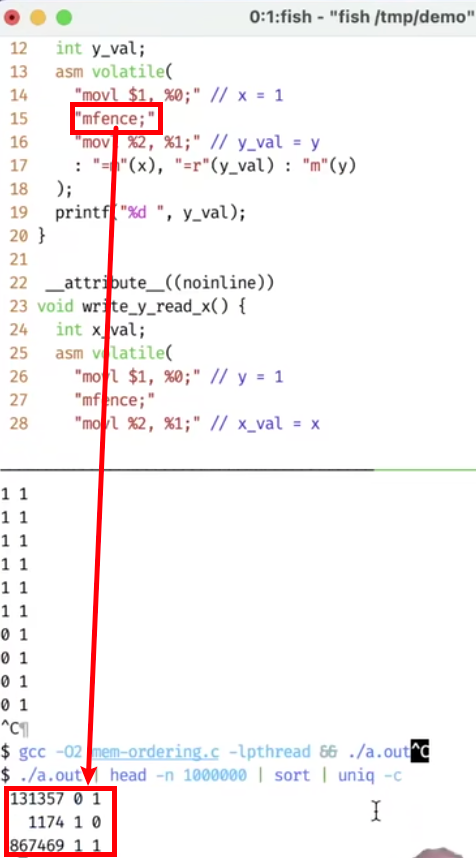 0:1:fish - "fish /tmp/demo"
12 int y_val;
13 asm volatile(
14 "movl $1, %0;" // x = 1
15 "mfence;"
16 "movl %2, %1;" // y_val = y
17 : "=m"(x), "=r"(y_val) : "m"(y)
18 );
19 printf("%d ", y_val);
20 }
21
22 __attribute__((noinline))
23 void write_y_read_x() {
24 int x_val;
25 asm volatile(
26 "movl $1, %0;" // y = 1
27 "mfence;"
28 "movl %2, %1;" // x_val = x
1 1
1 1
1 1
1 1
1 1
1 1
0 1
0 1
0 1
0 1
^C¶
$ gcc -O2 mem-ordering.c -lpthread && ./a.out^C
$ ./a.out | head -n 1000000 | sort | uniq -c
131357 0 1
1174 1 0
867469 1 1